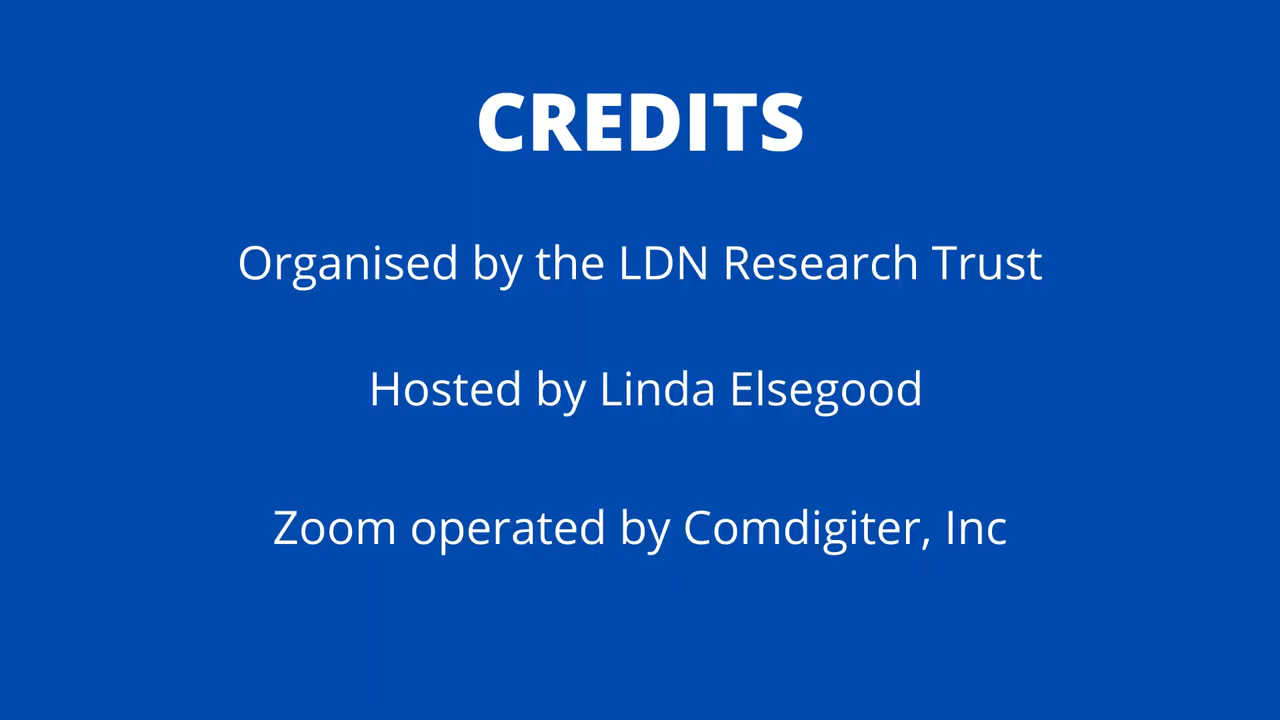 CREDITS
Organised by the LDN Research Trust
Hosted by Linda Elsegood
Zoom operated by Comdigiter, Inc